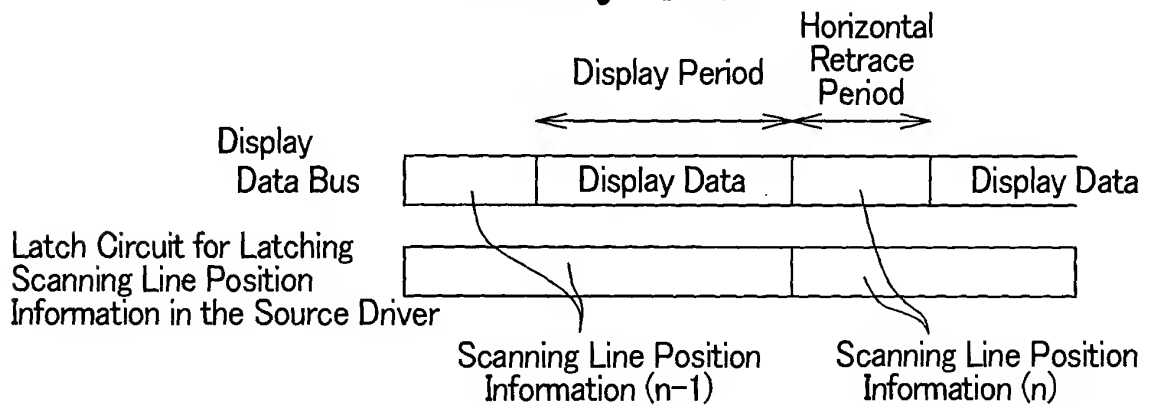 Horizontal
Retrace
Period
Display Period
Display
Data Bus
Display Data
Display Data
Latch Circuit for Latching
Scanning Line Position
Information in the Source Driver
Scanning Line Position
Information (n-1)
Scanning Line Position
Information (n)